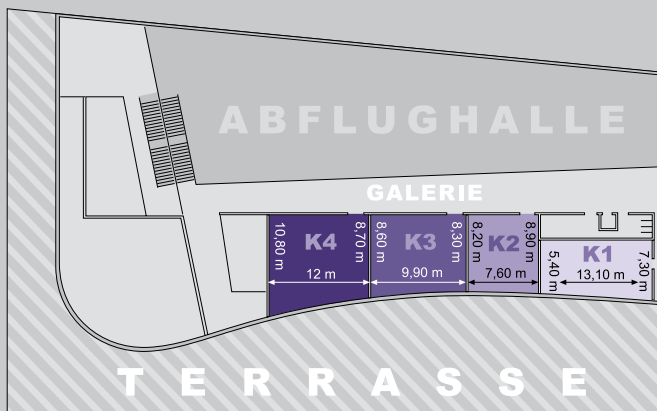 ABFLUGHALLE
GALERIE
K4
K3
K2
K1
10,80 m
8,70 m
8,60 m
8,30 m
8,20 m
8,90 m
5,40 m
7,30 m
12 m
9,90 m
7,60 m
13,10 m
TERRASSE